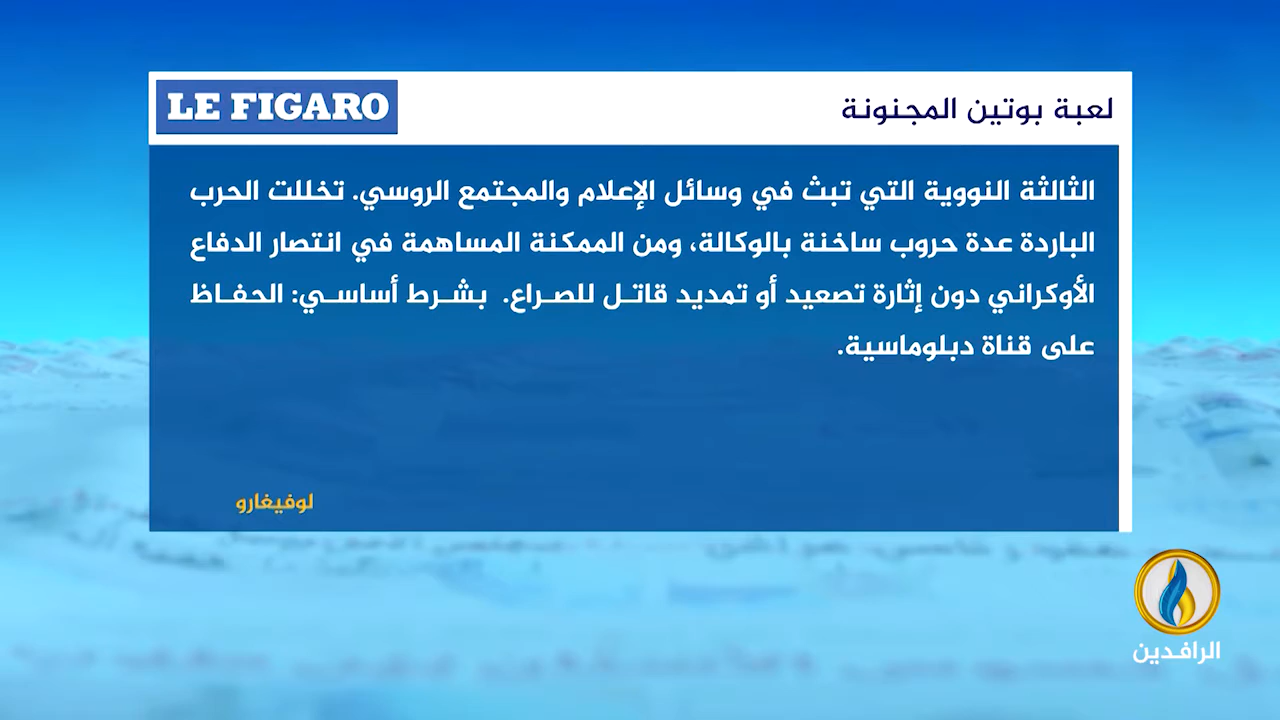 LE FIGARO
لعبة بوتين المجنونة
الثالثة النووية التي تبث في وسائل الإعلام والمجتمع الروسي. تخللت الحرب
الباردة عدة حروب ساخنة بالوكالة، ومن الممكنة المساهمة في انتصار الدفاع
الأوكراني دون إثارة تصعيد أو تمديد قاتل للصراع. بشرط أساسي: الحفاظ
على قناة دبلوماسية.
لوفيغارو
الرافدين